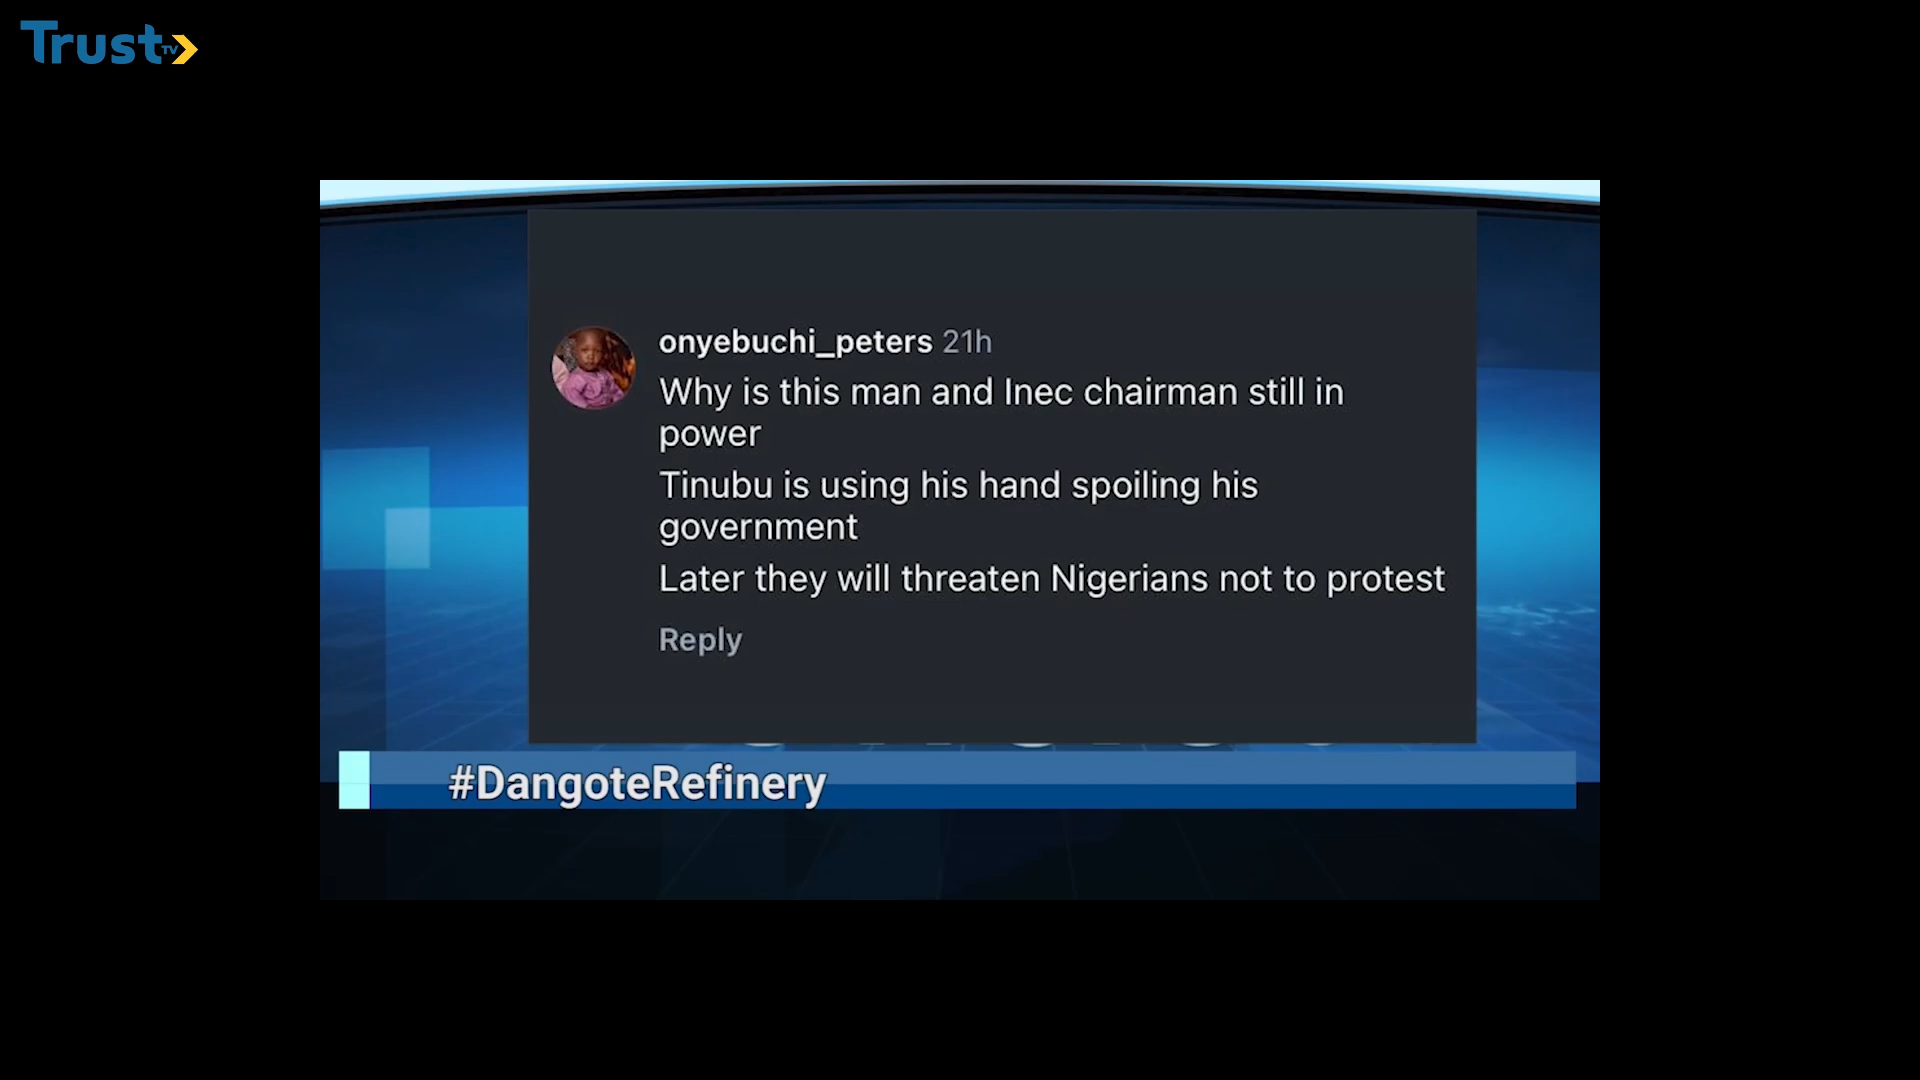 Trust TV
onyebuchi_peters 21h
Why is this man and Inec chairman still in
power
Tinubu is using his hand spoiling his
government
Later they will threaten Nigerians not to protest
Reply
#DangoteRefinery